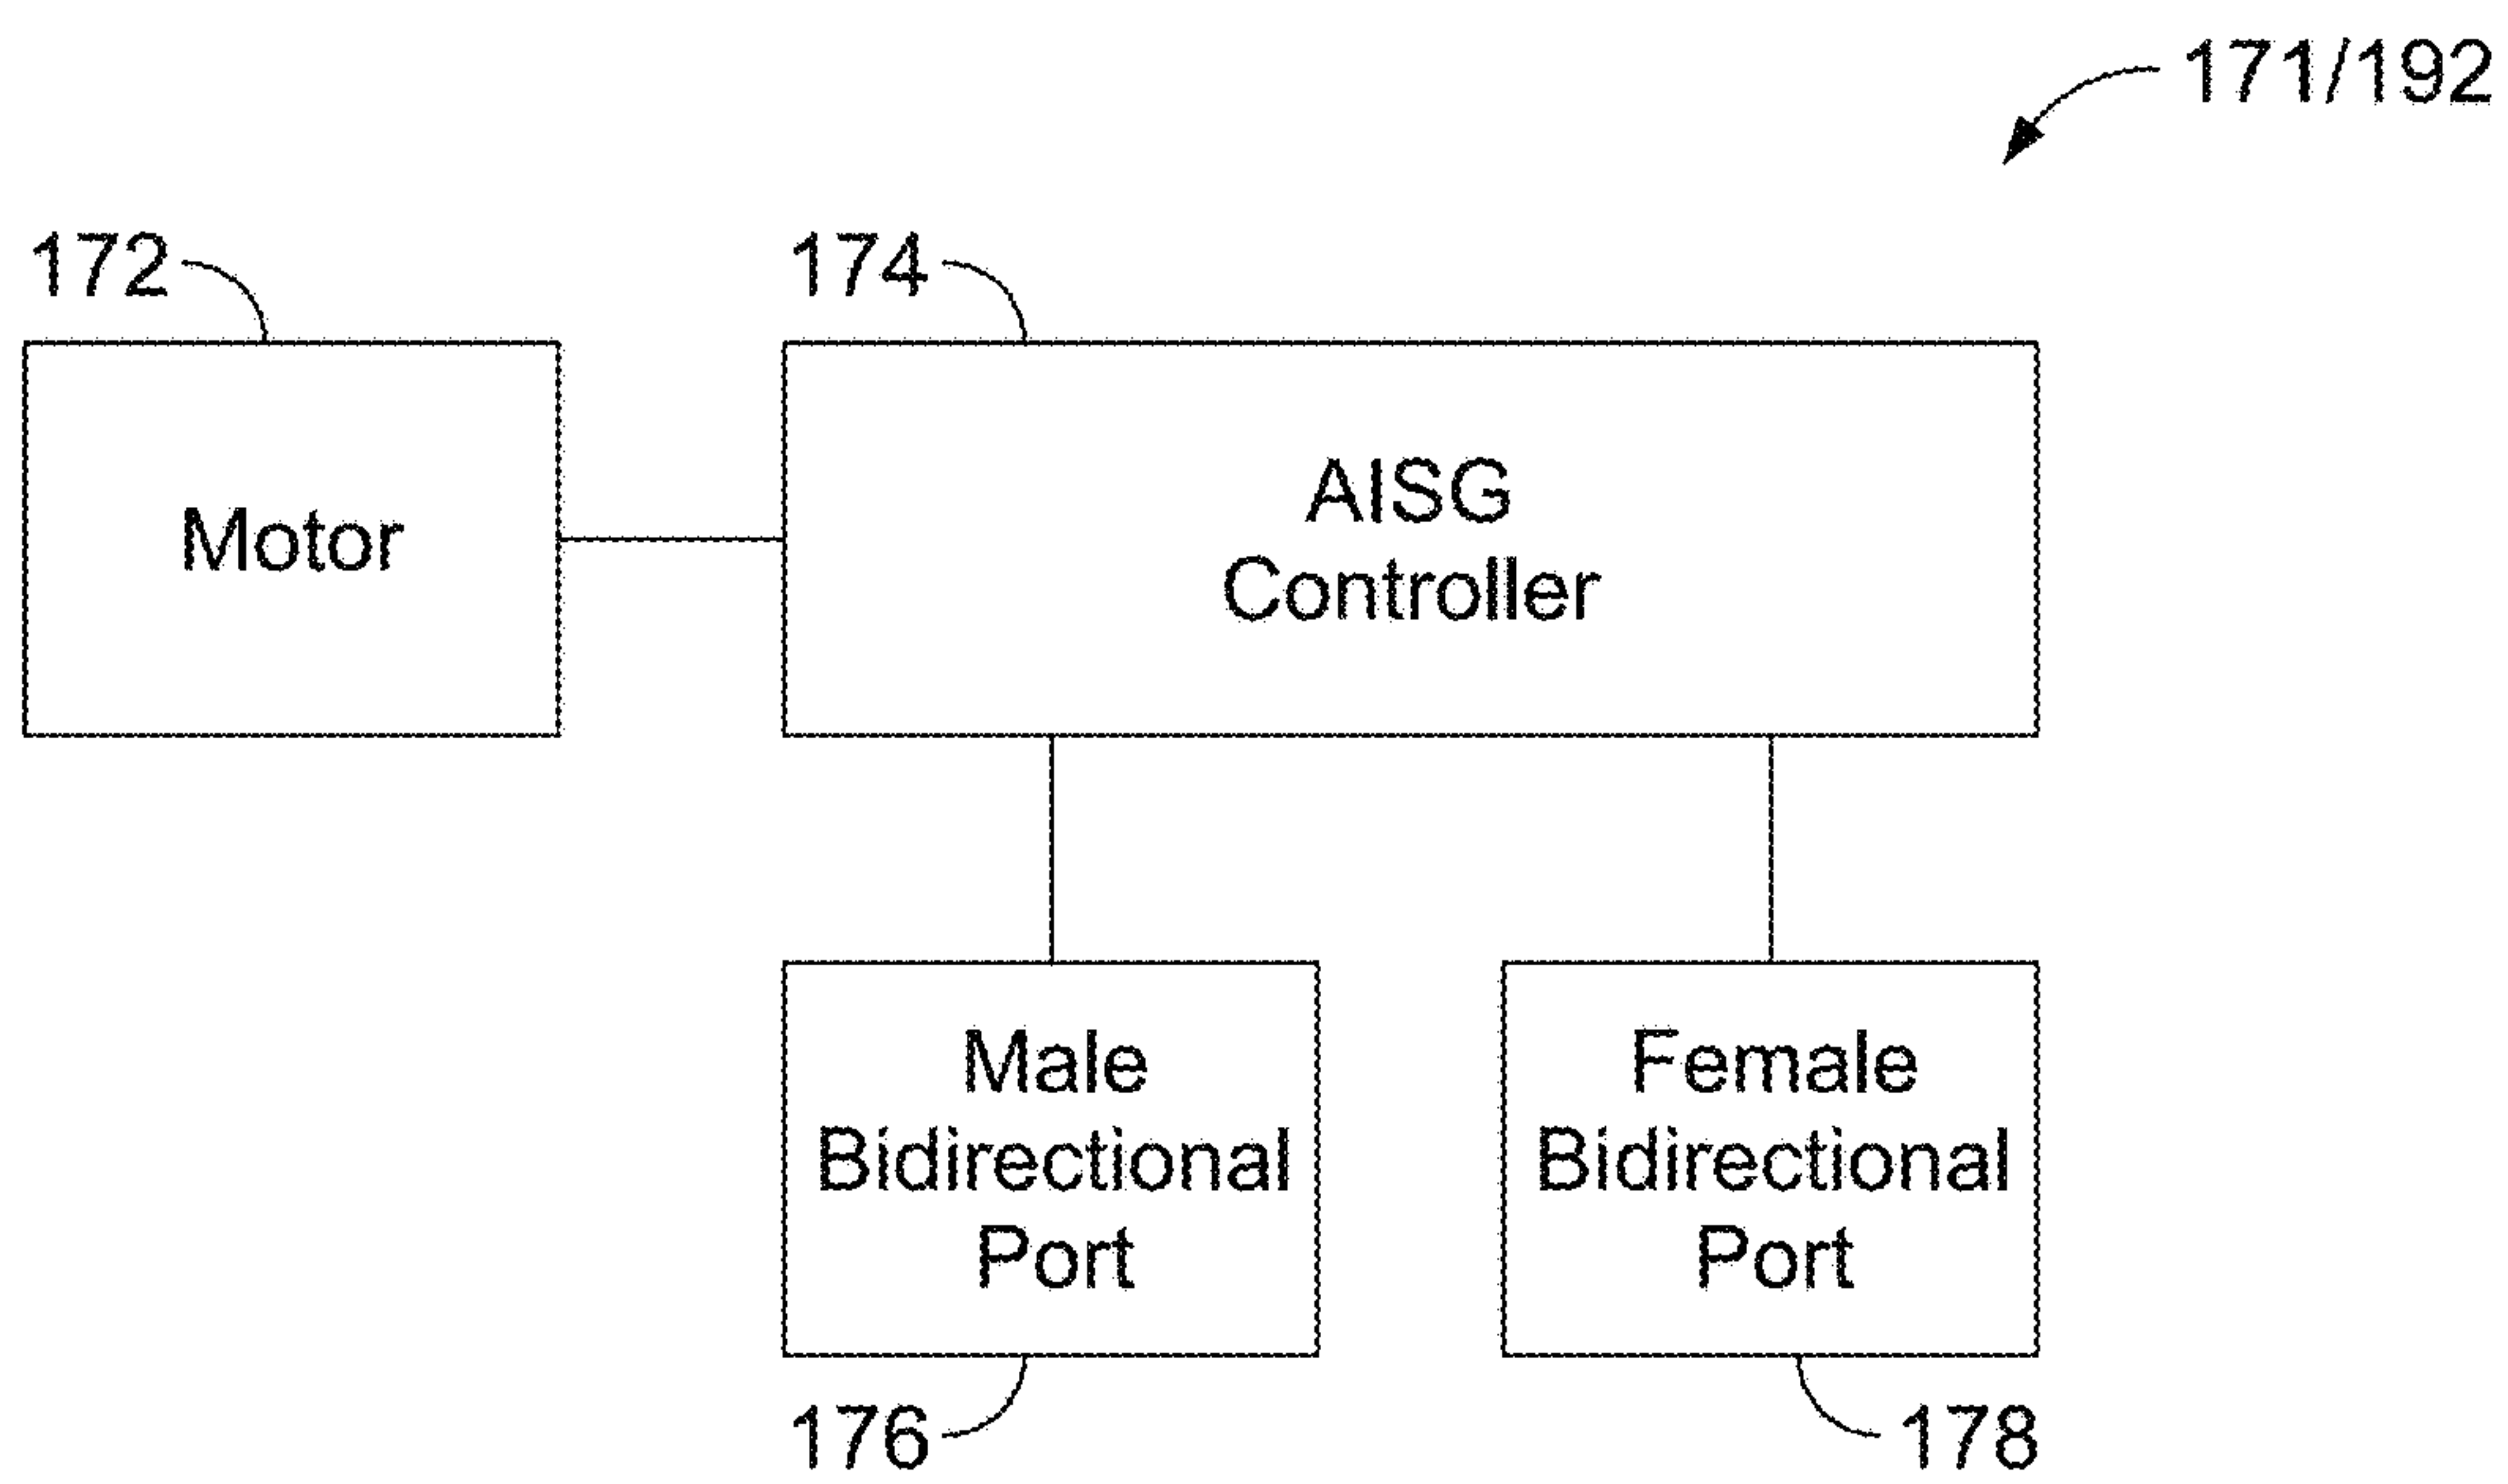 171/192
172
174
Motor
AISG
Controller
Male
Bidirectional
Port
Female
Bidirectional
Port
176
178